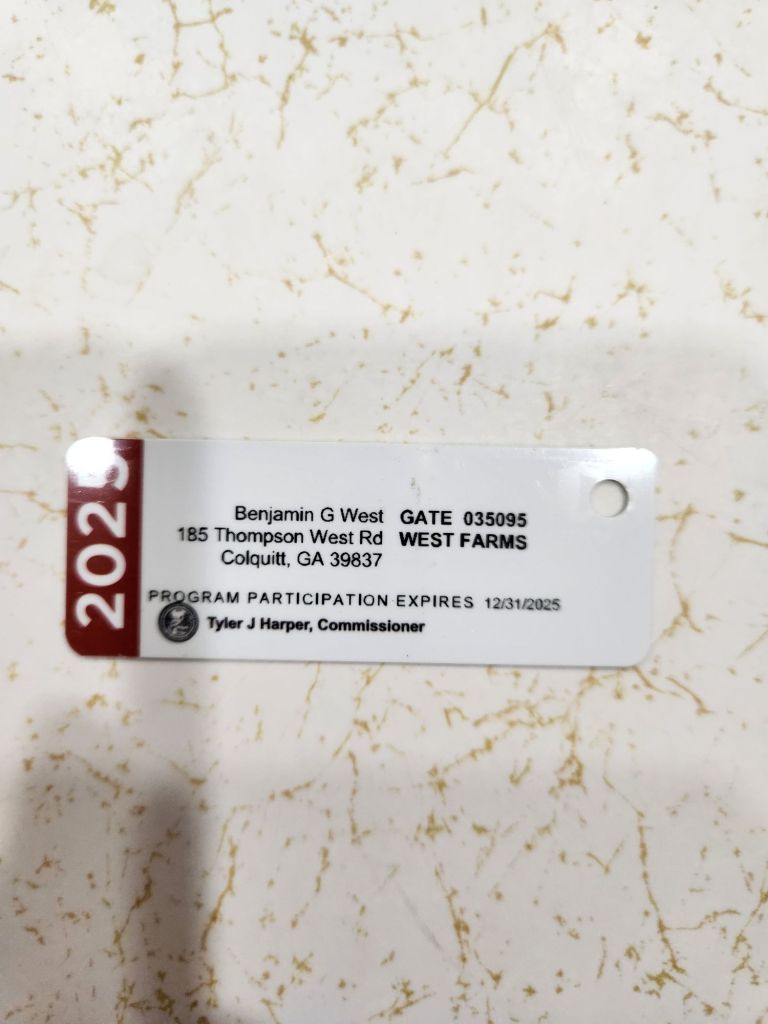 2025
Benjamin G West GATE 035095
185 Thompson West Rd WEST FARMS
Colquitt, GA 39837
PROGRAM PARTICIPATION EXPIRES 12/31/2025
Tyler J Harper, Commissioner